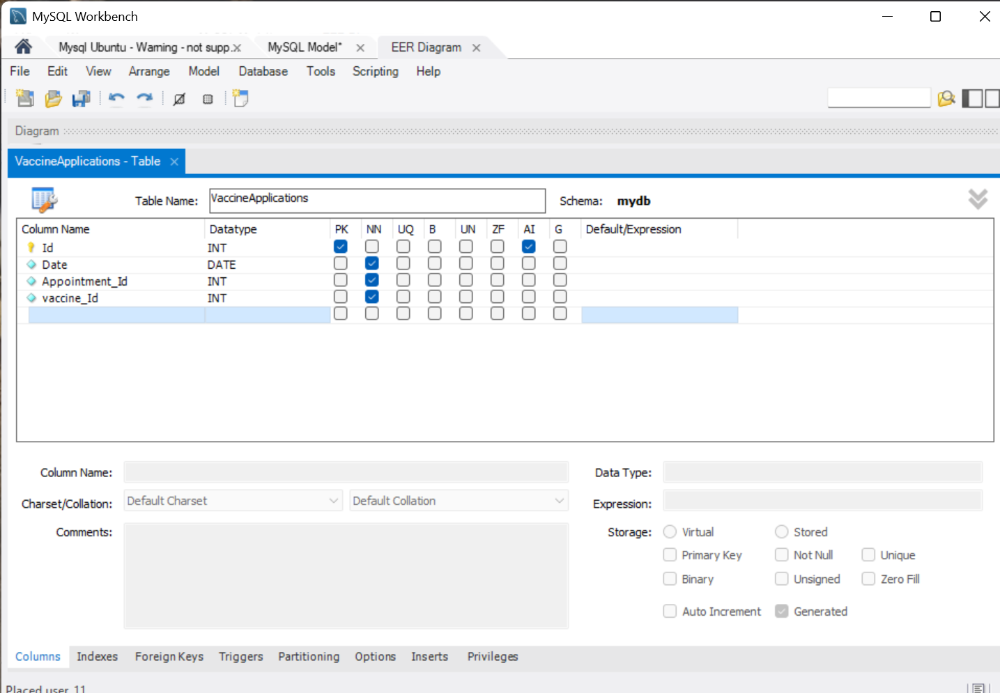 MySQL Workbench
Mysql Ubuntu - Warning - not supp. MySQL Model* EER Diagram
File Edit View Arrange Model Database Tools Scripting Help
Diagram
VaccineApplications - Table
Table Name: VaccineApplications Schema: mydb
Column Name Datatype PK NN UQ B UN ZF AI G Default/Expression
Id INT
Date DATE
Appointment_Id INT
vaccine_Id INT
Column Name: Data Type:
Charset/Collation: Default Charset Default Collation Expression:
Comments: Storage: Virtual Stored
Primary Key Not Null Unique
Binary Unsigned Zero Fill
Auto Increment Generated
Columns Indexes Foreign Keys Triggers Partitioning Options Inserts Privileges
Placed user_11